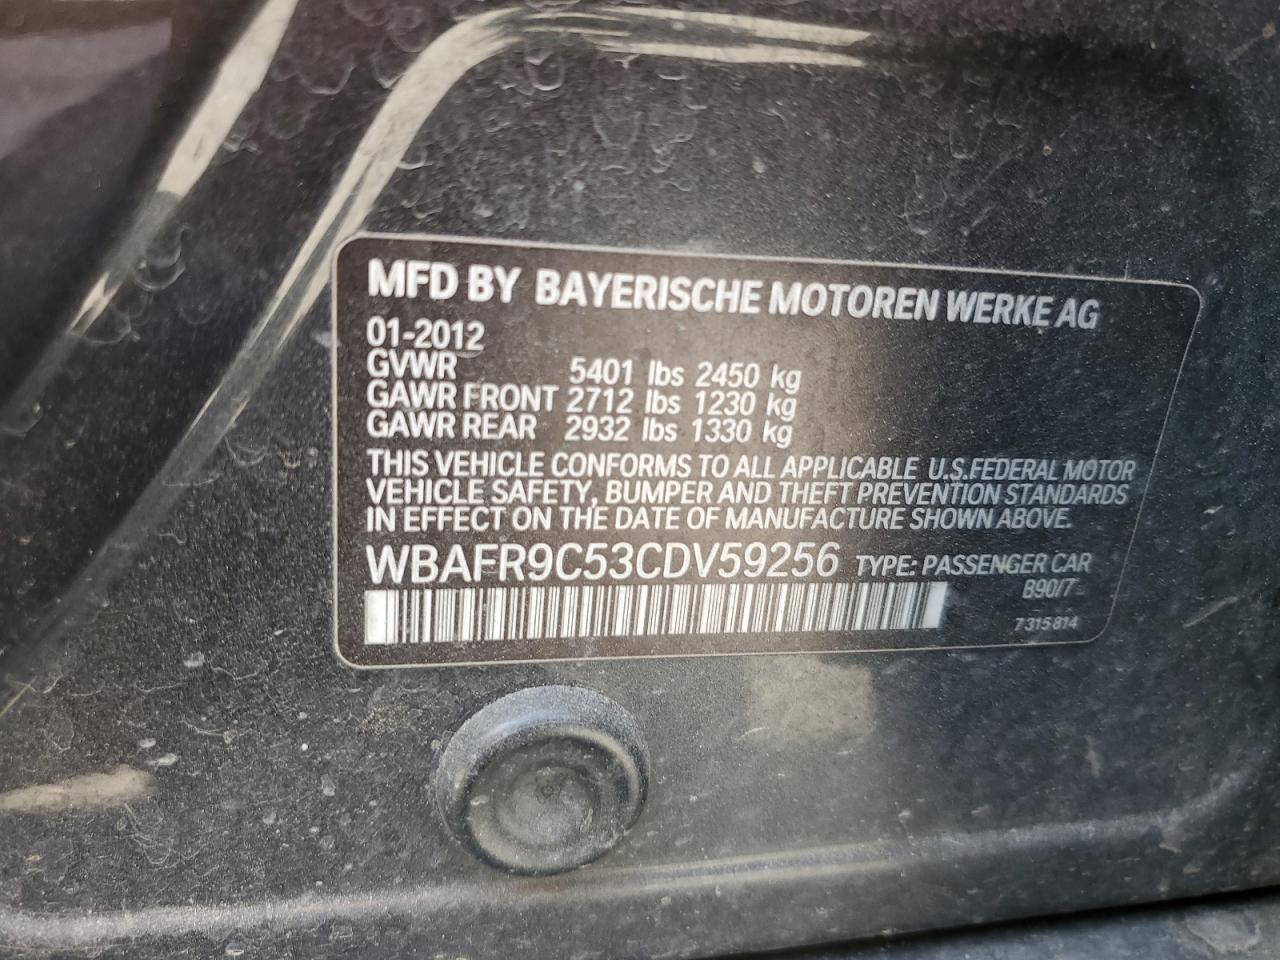 MFD BY BAYERISCHE MOTOREN WERKE AG
01-2012
GVWR 5401 lbs 2450 kg
GAWR FRONT 2712 lbs 1230 kg
GAWR REAR 2932 lbs 1330 kg
THIS VEHICLE CONFORMS TO ALL APPLICABLE U.S.FEDERAL MOTOR
VEHICLE SAFETY, BUMPER AND THEFT PREVENTION STANDARDS
IN EFFECT ON THE DATE OF MANUFACTURE SHOWN ABOVE.
WBAFR9C53CDV59256 TYPE: PASSENGER CAR
B90/7
7315814